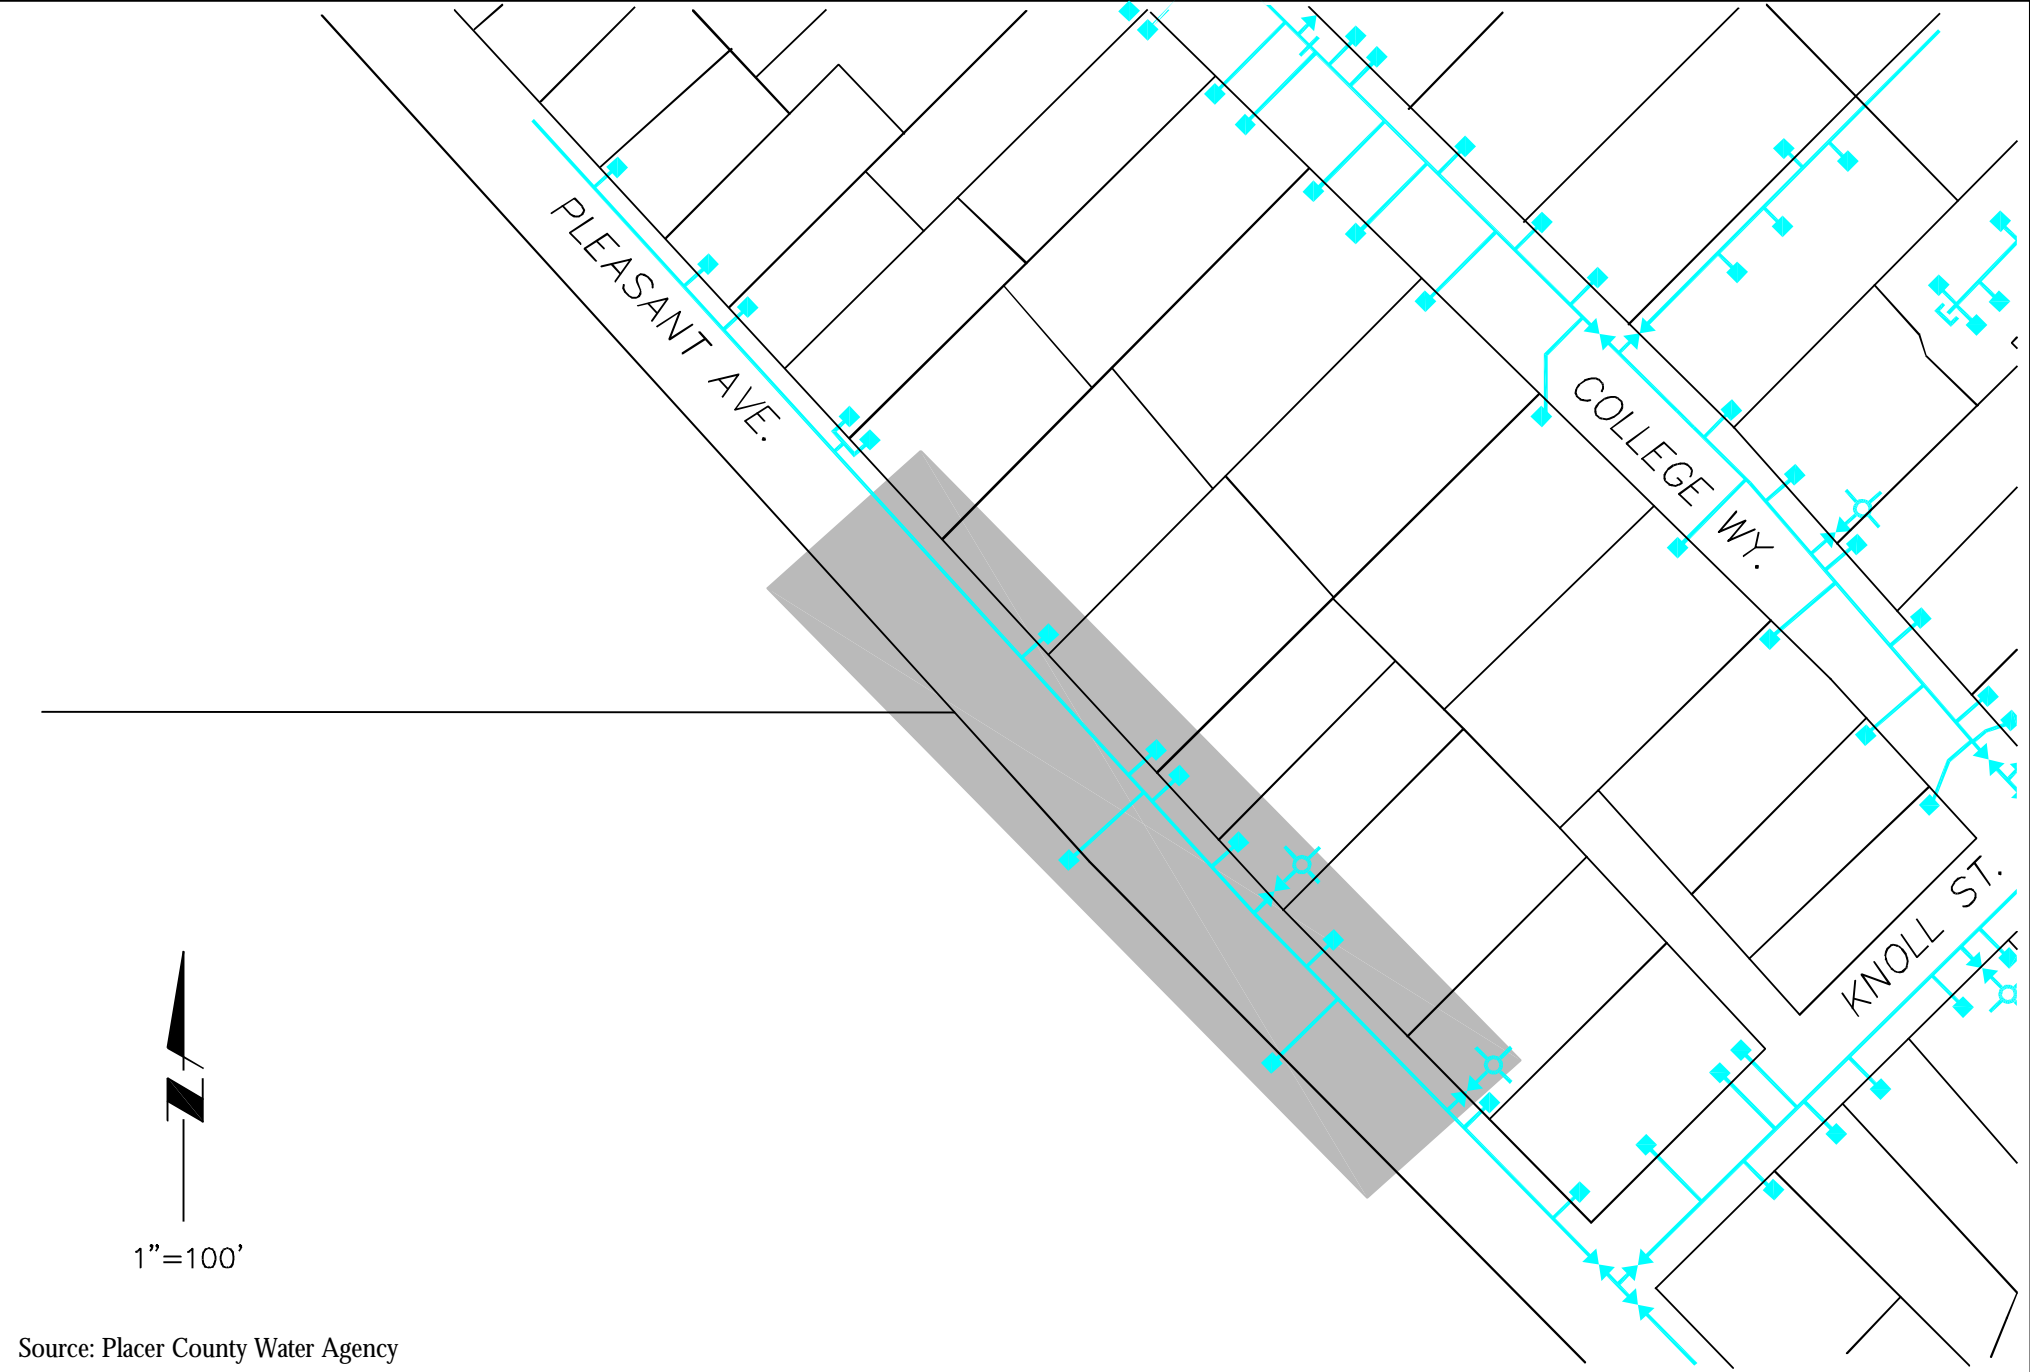 PLEASANT AVE.
COLLEGE WY.
KNOLL ST.
N
1"=100'
Source: Placer County Water Agency